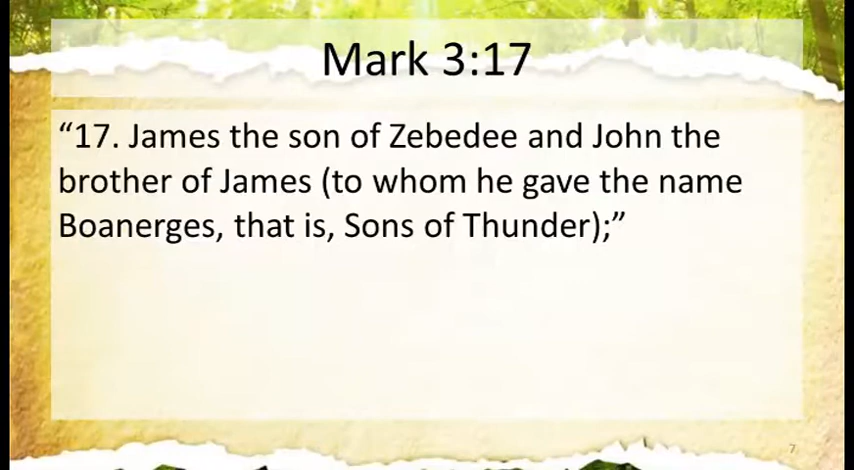 Mark 3:17
“17. James the son of Zebedee and John the
brother of James (to whom he gave the name
Boanerges, that is, Sons of Thunder);”
7